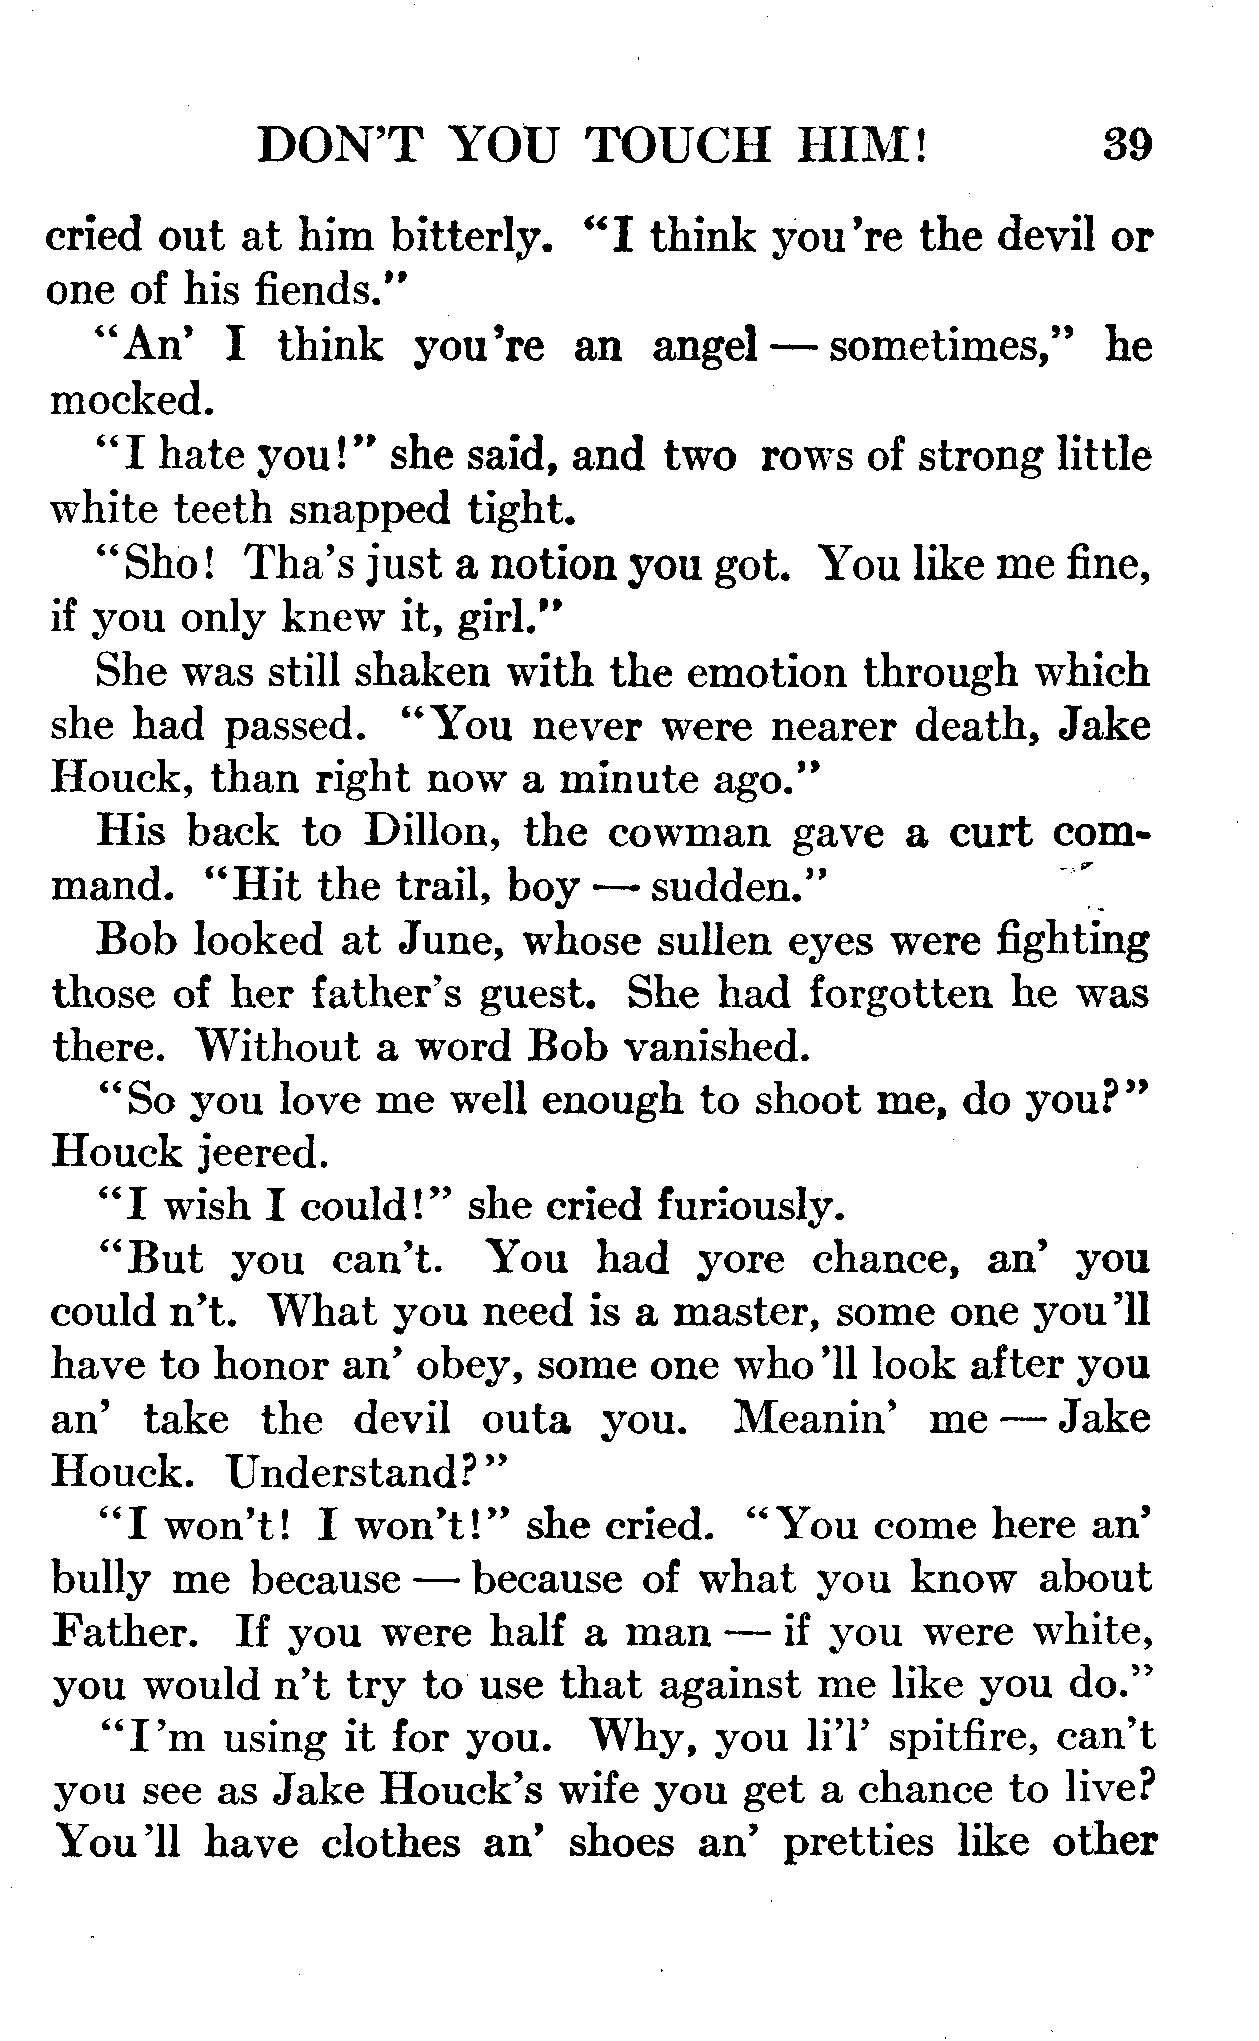 DON'T YOU TOUCH HIM! 39
cried out at him bitterly. "I think you're the devil or
one of his fiends."
"An' I think you're an angel — sometimes," he
mocked.
"I hate you!" she said, and two rows of strong little
white teeth snapped tight.
"Sho! Tha's just a notion you got. You like me fine,
if you only knew it, girl."
She was still shaken with the emotion through which
she had passed. "You never were nearer death, Jake
Houck, than right now a minute ago."
His back to Dillon, the cowman gave a curt com-
mand. "Hit the trail, boy — sudden."
Bob looked at June, whose sullen eyes were fighting
those of her father's guest. She had forgotten he was
there. Without a word Bob vanished.
"So you love me well enough to shoot me, do you?"
Houck jeered.
"I wish I could!" she cried furiously.
"But you can't. You had yore chance, an' you
could n't. What you need is a master, some one you'll
have to honor an' obey, some one who'll look after you
an' take the devil outa you. Meanin' me — Jake
Houck. Understand?"
"I won't! I won't!" she cried. "You come here an'
bully me because — because of what you know about
Father. If you were half a man — if you were white,
you would n't try to use that against me like you do."
"I'm using it for you. Why, you li'l' spitfire, can't
you see as Jake Houck's wife you get a chance to live?
You'll have clothes an' shoes an' pretties like other